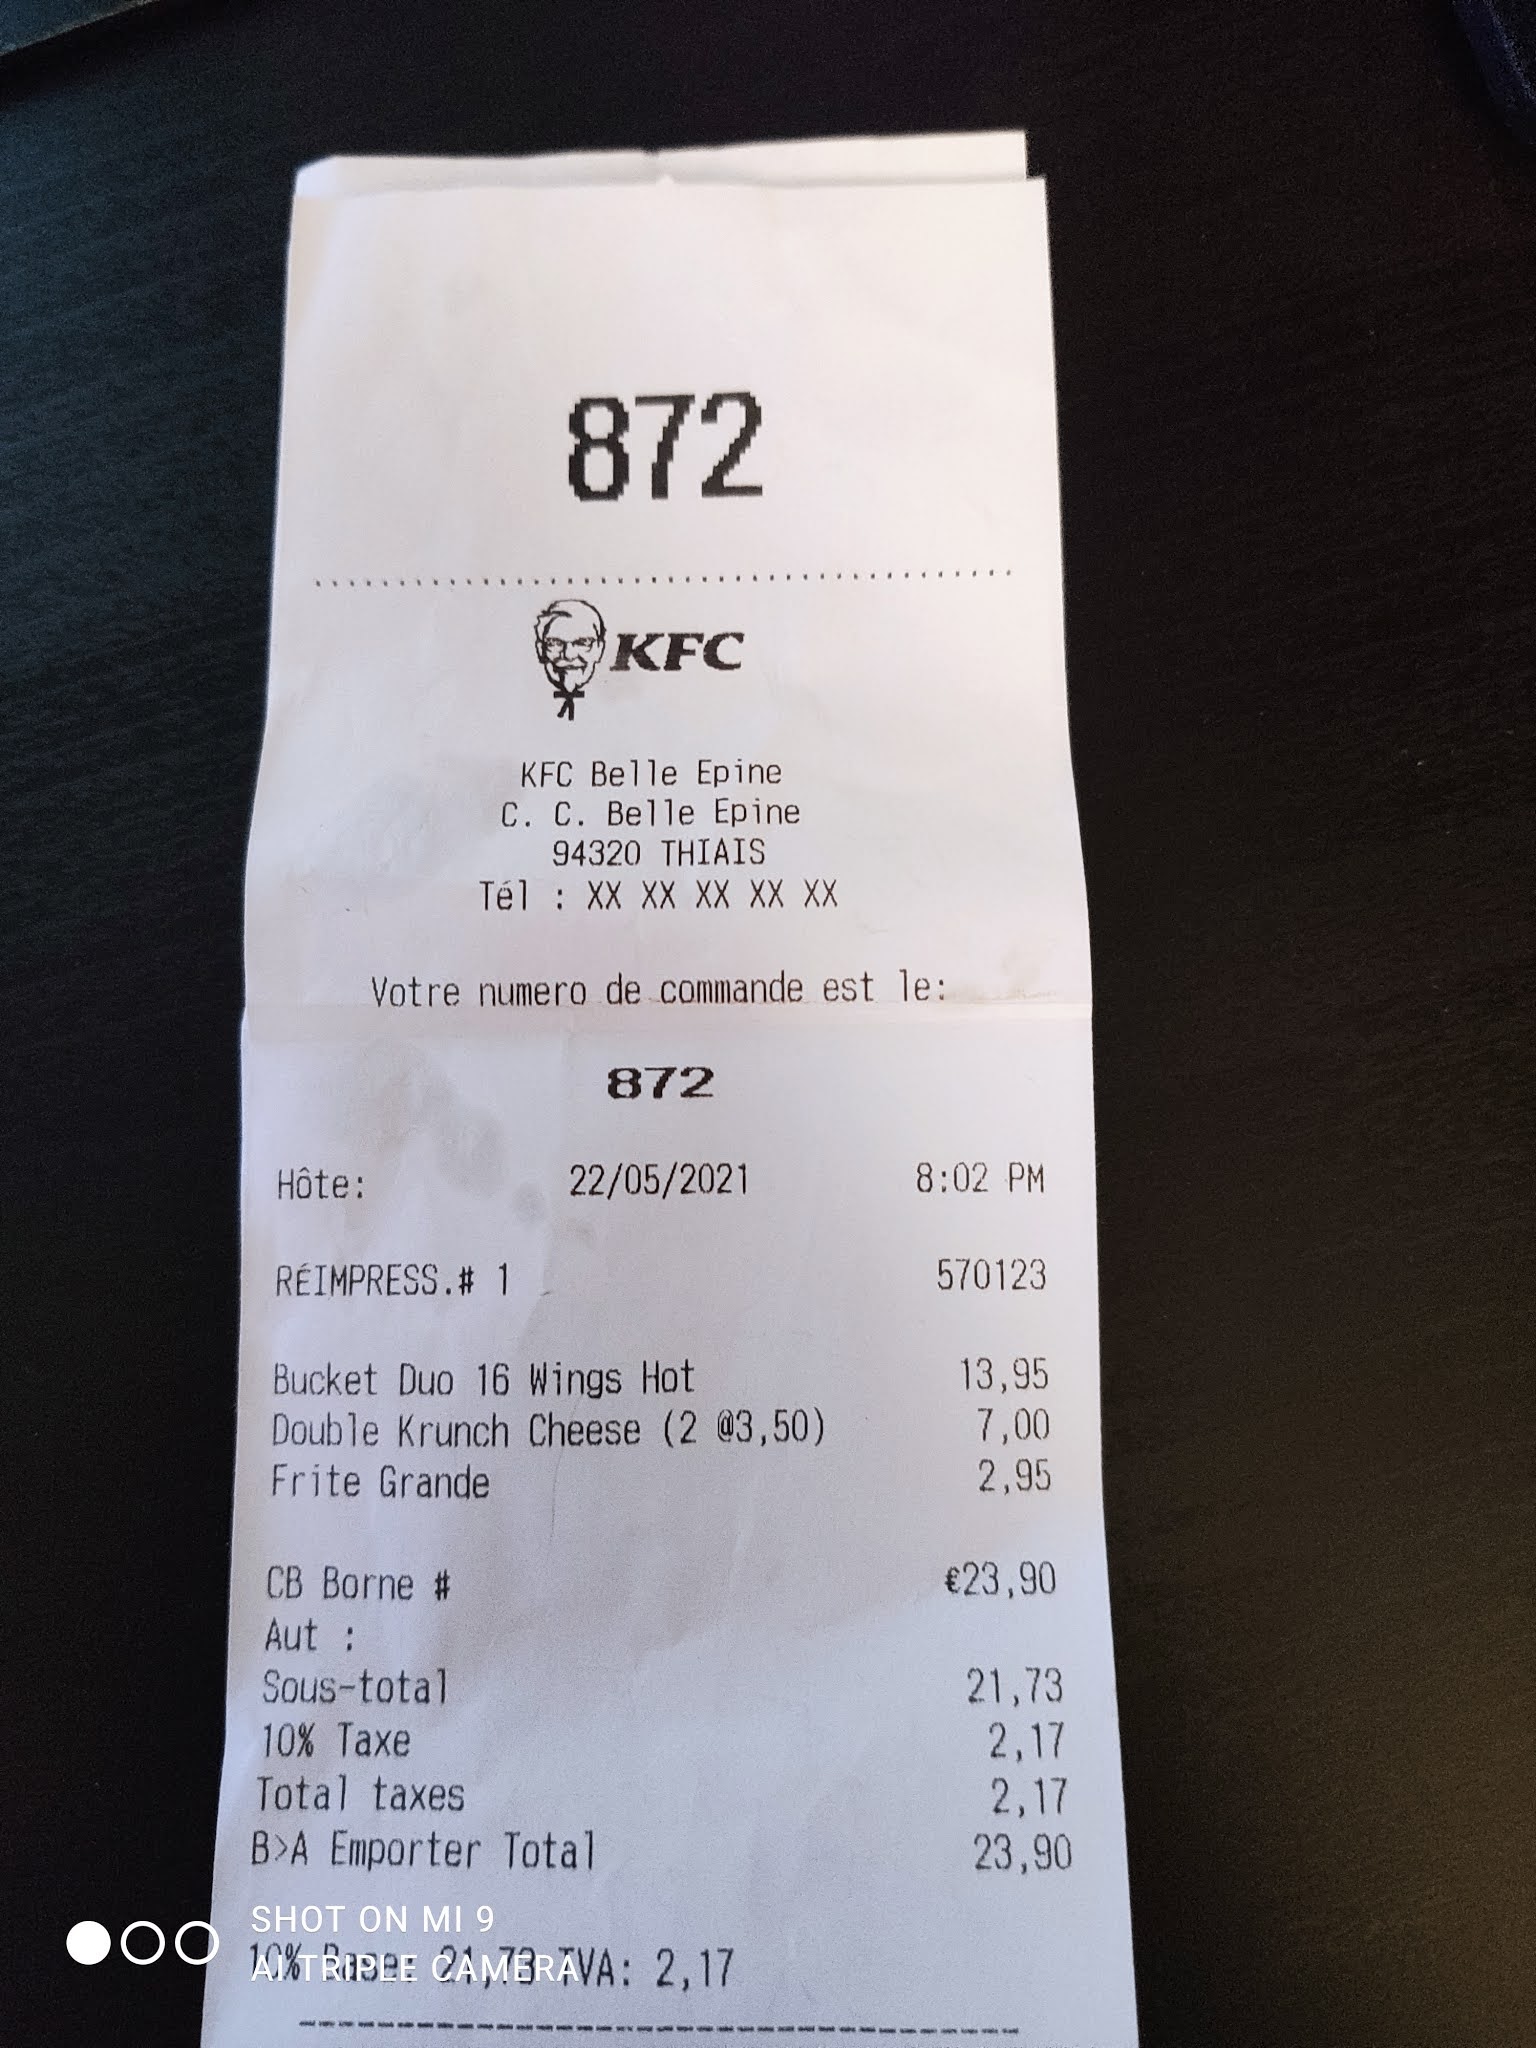 872
KFC
KFC Belle Epine
C. C. Belle Epine
94320 THIAIS
Tél : XX XX XX XX XX
Votre numero de commande est le:
872
Hôte: 22/05/2021 8:02 PM
RÉIMPRESS.# 1 570123
Bucket Duo 16 Wings Hot 13,95
Double Krunch Cheese (2 @3,50) 7,00
Frite Grande 2,95
CB Borne # €23,90
Aut :
Sous-total 21,73
10% Taxe 2,17
Total taxes 2,17
B>A Emporter Total 23,90
10% Base: 21,73 TVA: 2,17
SHOT ON MI 9
AI TRIPLE CAMERA